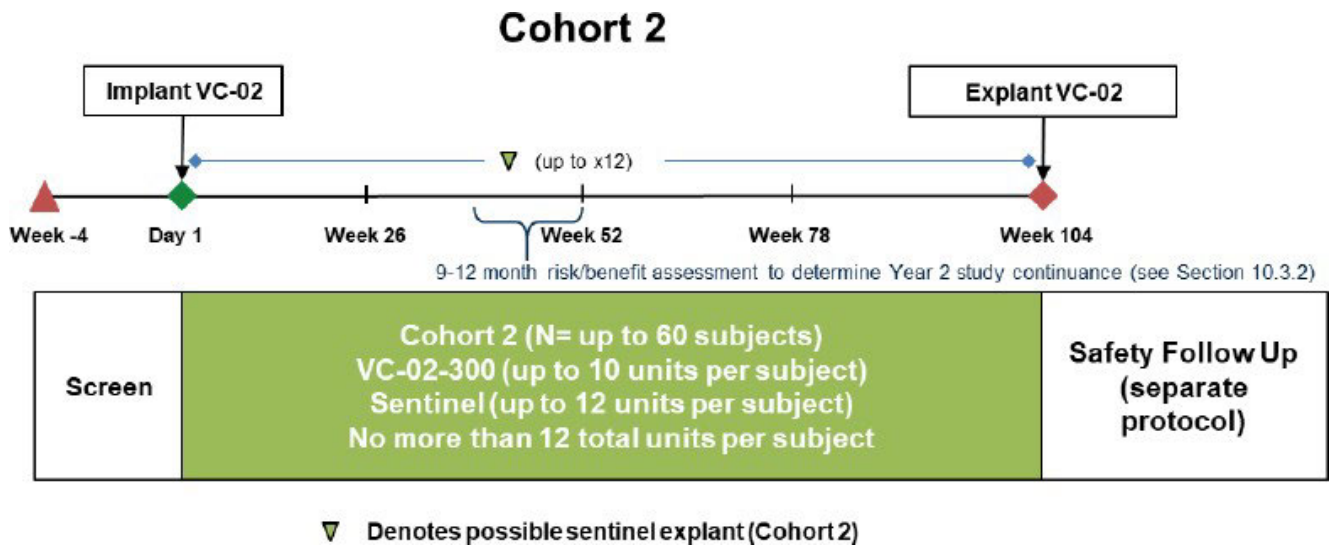 Cohort 2
Implant VC-02
Explant VC-02
(up to x12)
Week -4
Day 1
Week 26
Week 52
Week 78
Week 104
9-12 month risk/benefit assessment to determine Year 2 study continuance (see Section 10.3.2)
Screen
Cohort 2 (N= up to 60 subjects)
VC-02-300 (up to 10 units per subject)
Sentinel (up to 12 units per subject)
No more than 12 total units per subject
Safety Follow Up
(separate
protocol)
Denotes possible sentinel explant (Cohort 2)